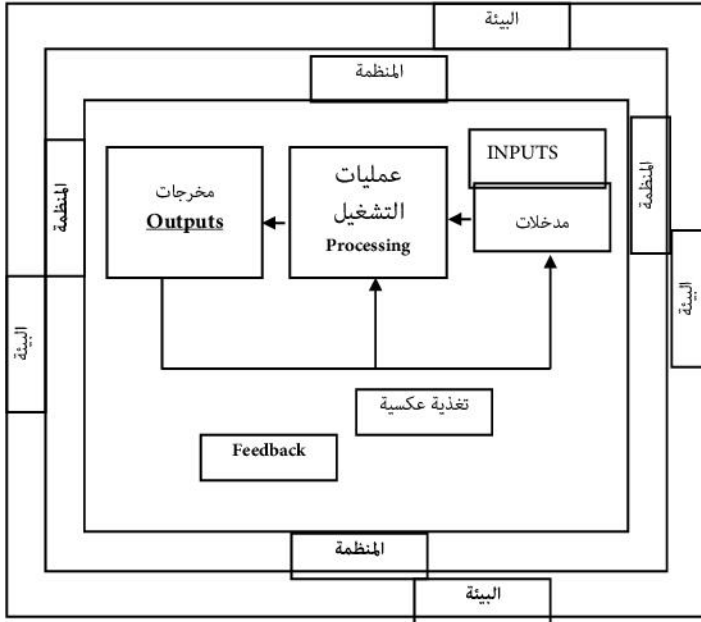 البيئة
المنظمة
INPUTS
مدخلات
عمليات
التشغيل
Processing
مخرجات
Outputs
المنظمة
المنظمة
البيئة
البيئة
تغذية عكسية
Feedback
المنظمة
البيئة